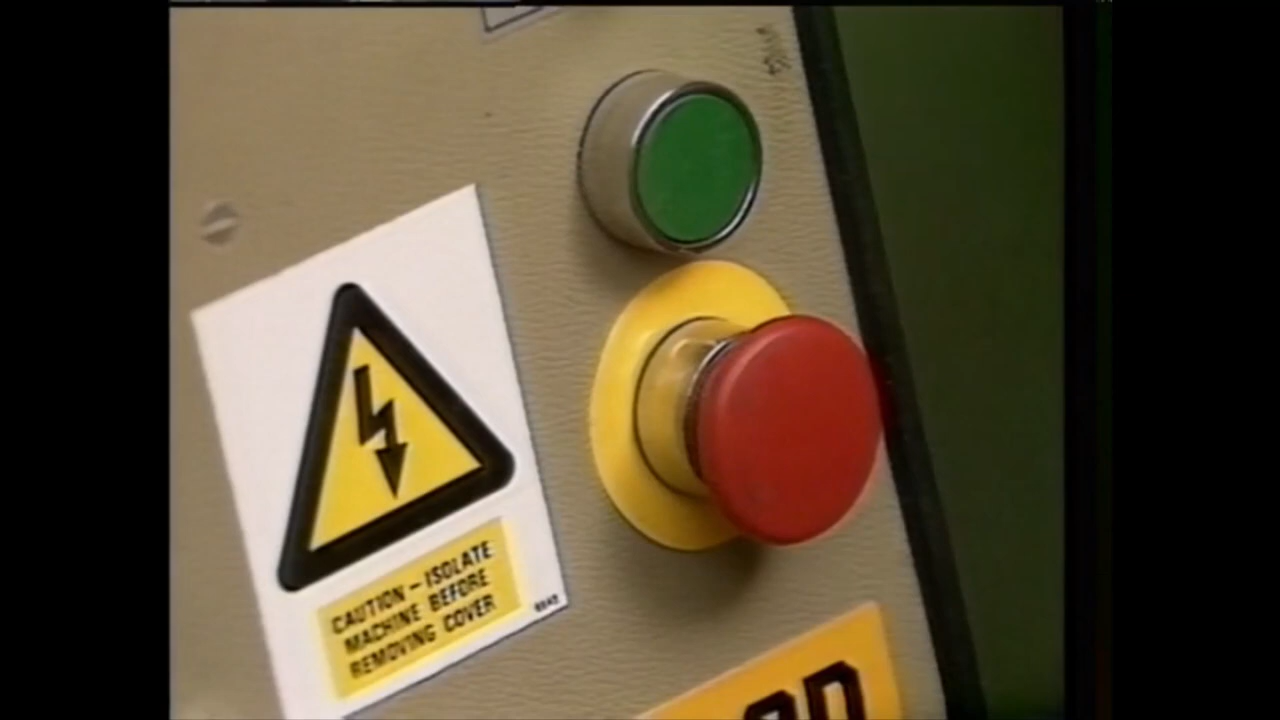 CAUTION – ISOLATE
MACHINE BEFORE
REMOVING COVER